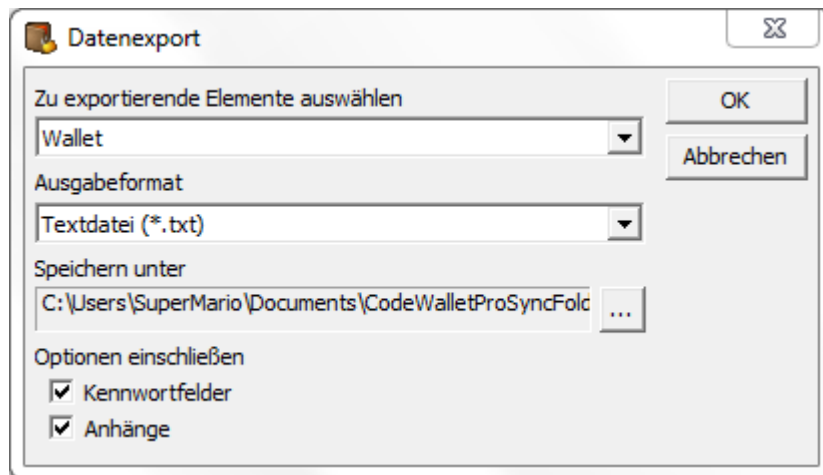 Datenexport
Zu exportierende Elemente auswählen
OK
Wallet
Abbrechen
Ausgabeformat
Textdatei (*.txt)
Speichern unter
C:\Users\SuperMario\Documents\CodeWalletProSyncFold
...
Optionen einschließen
Kennwortfelder
Anhänge